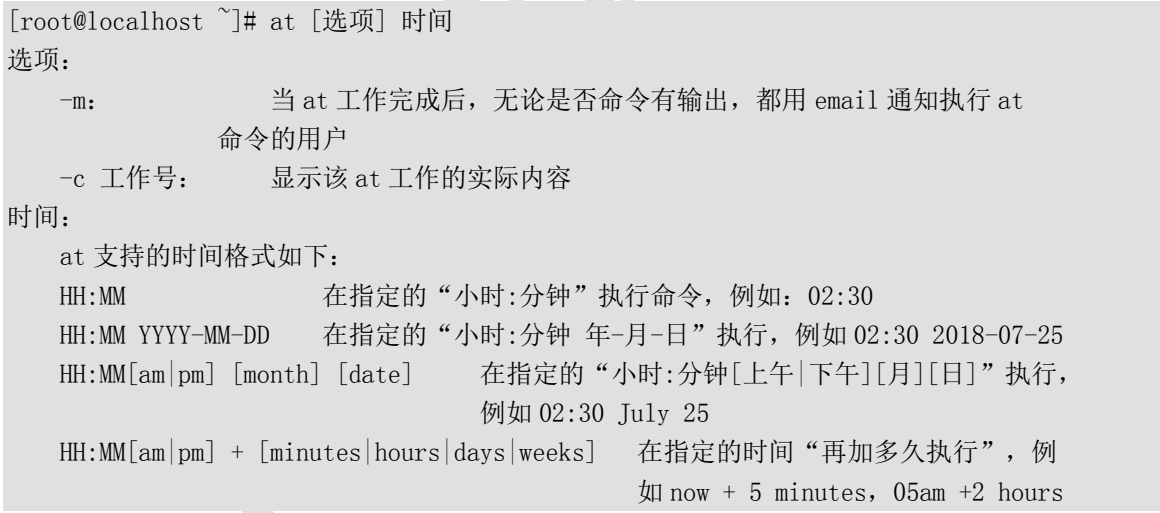 [root@localhost ~]# at [选项] 时间
选项：
-m： 当 at 工作完成后，无论是否命令有输出，都用 email 通知执行 at
命令的用户
-c 工作号： 显示该 at 工作的实际内容
时间：
at 支持的时间格式如下：
HH:MM 在指定的“小时:分钟”执行命令，例如：02:30
HH:MM YYYY-MM-DD 在指定的“小时:分钟 年-月-日”执行，例如 02:30 2018-07-25
HH:MM[am|pm] [month] [date] 在指定的“小时:分钟[上午|下午][月][日]”执行，
例如 02:30 July 25
HH:MM[am|pm] + [minutes|hours|days|weeks] 在指定的时间“再加多久执行”，例
如 now + 5 minutes，05am +2 hours